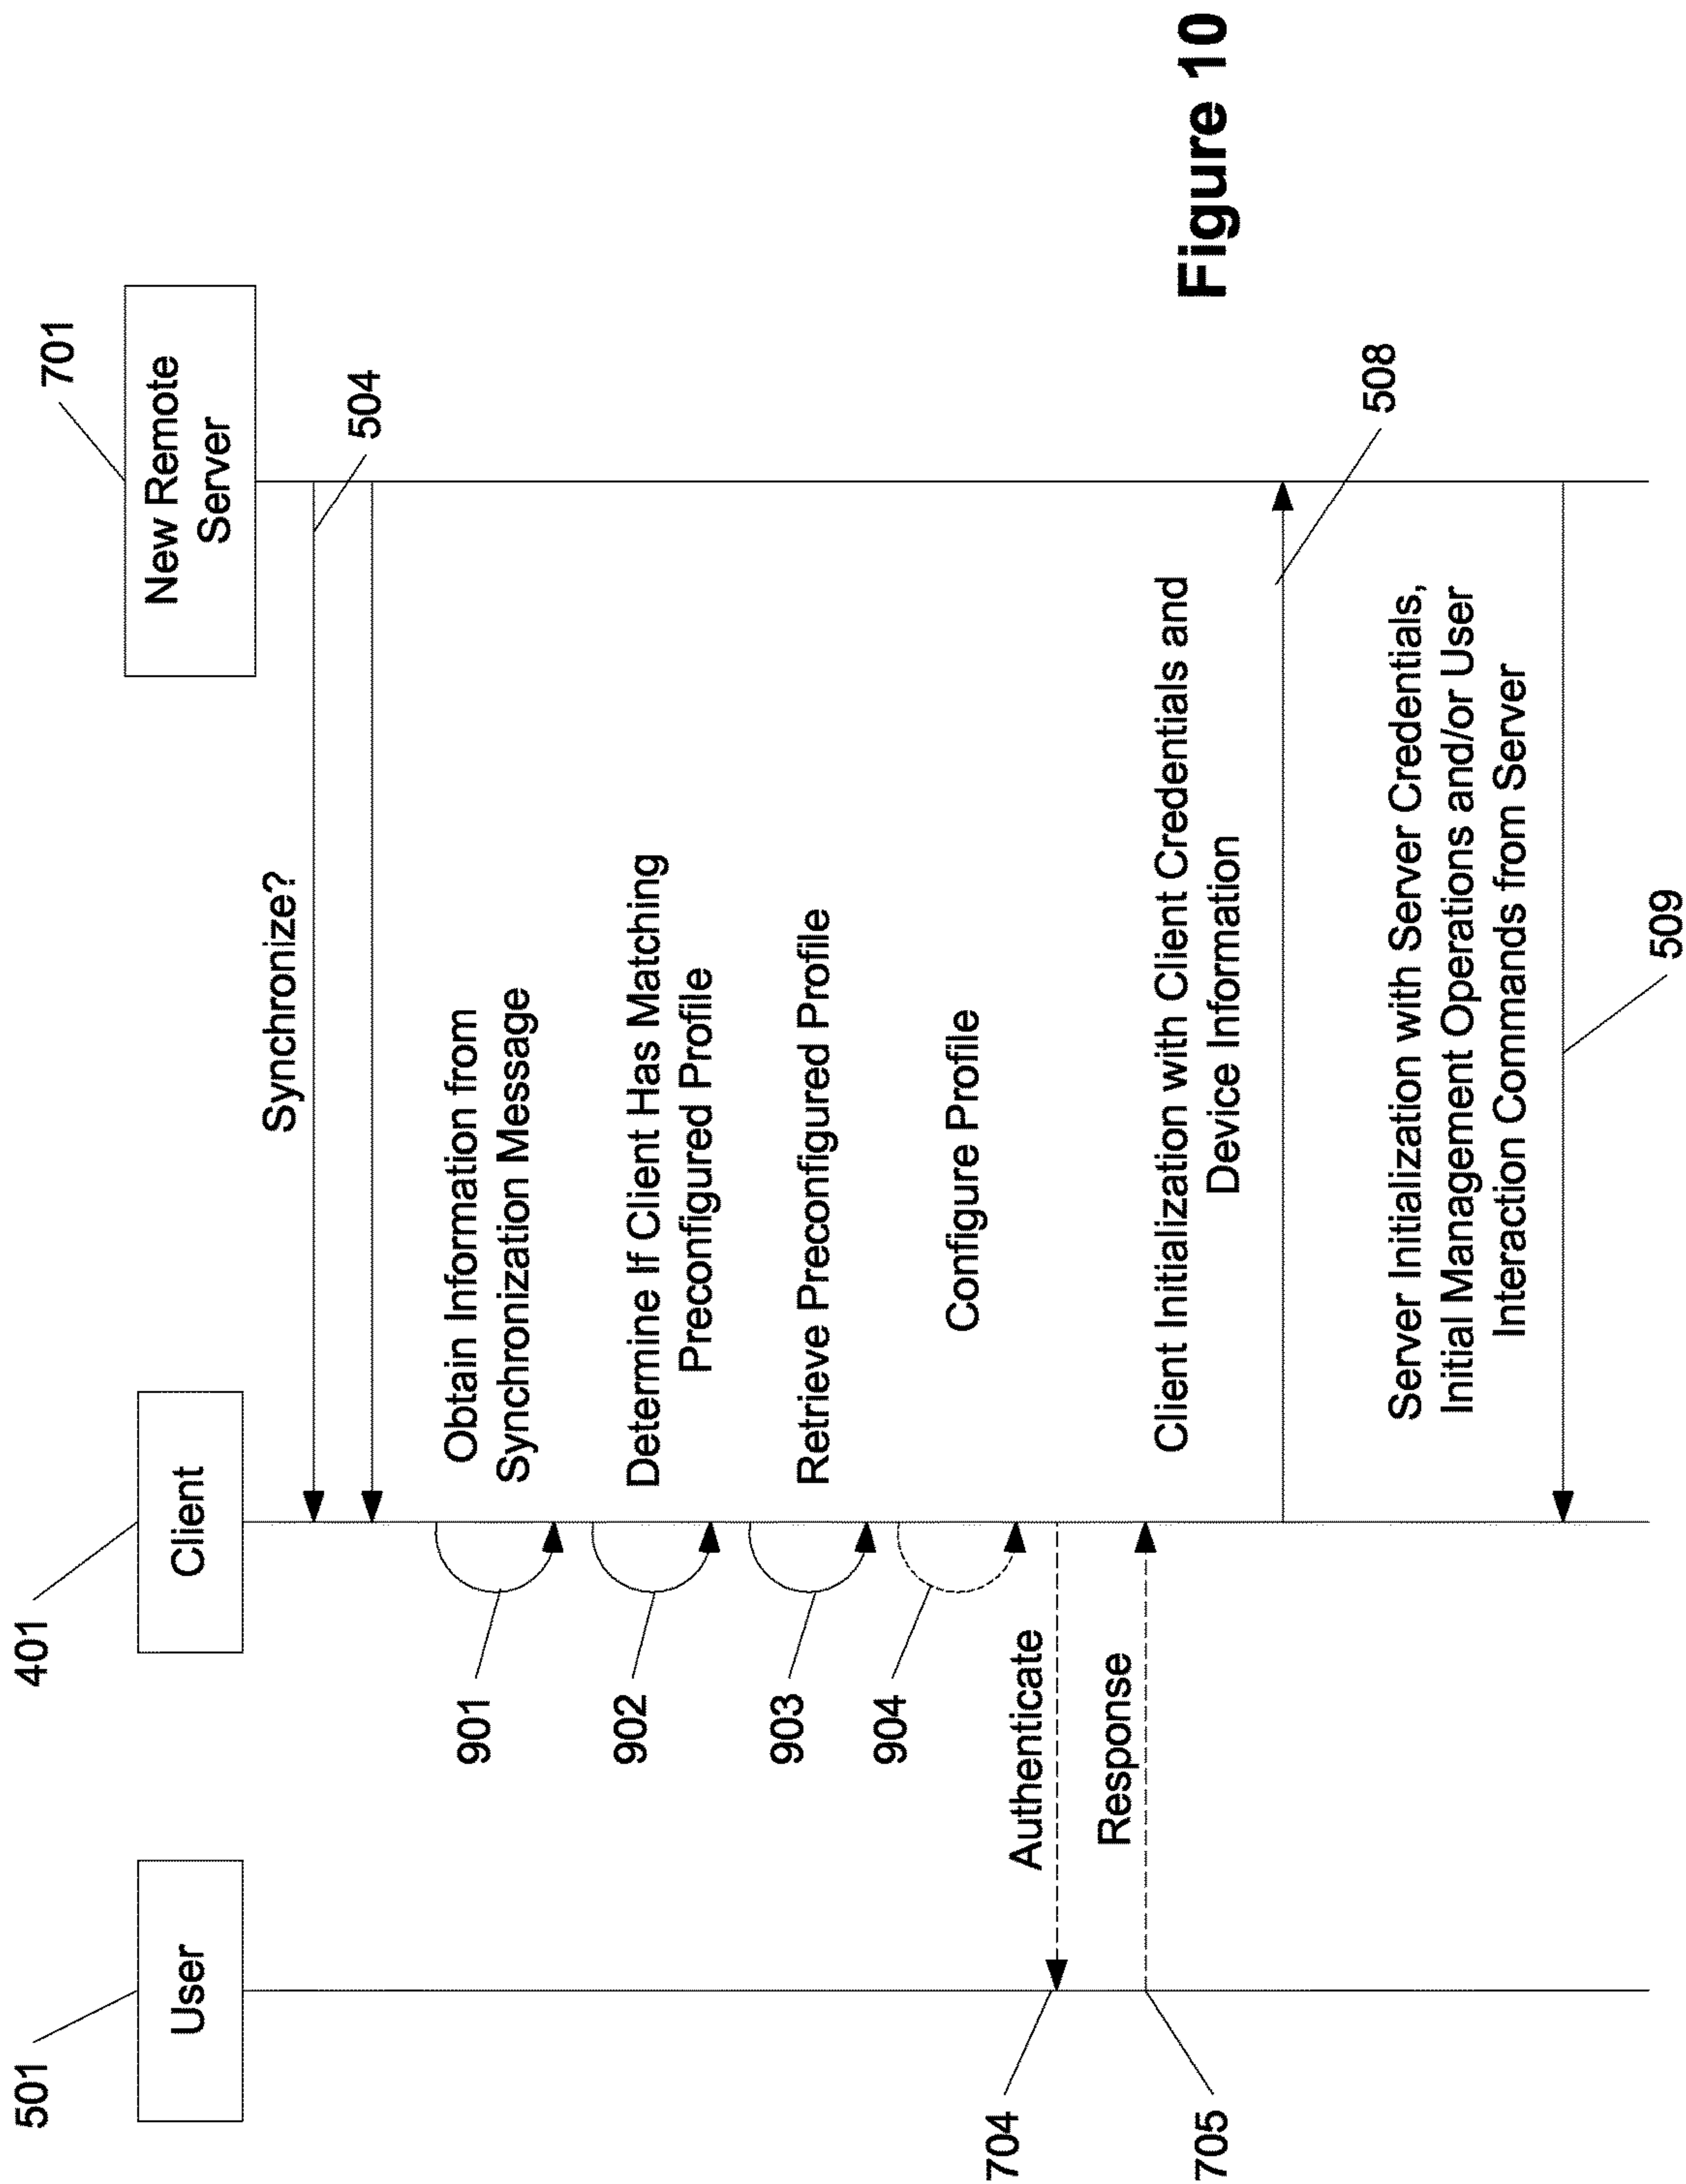 501
User
401
Client
701
New Remote
Server
Synchronize?
504
Obtain Information from
Synchronization Message
901
Determine If Client Has Matching
Preconfigured Profile
902
Retrieve Preconfigured Profile
903
Configure Profile
904
Authenticate
704
Response
705
Client Initialization with Client Credentials and
Device Information
508
Server Initialization with Server Credentials,
Initial Management Operations and/or User
Interaction Commands from Server
509
Figure 10